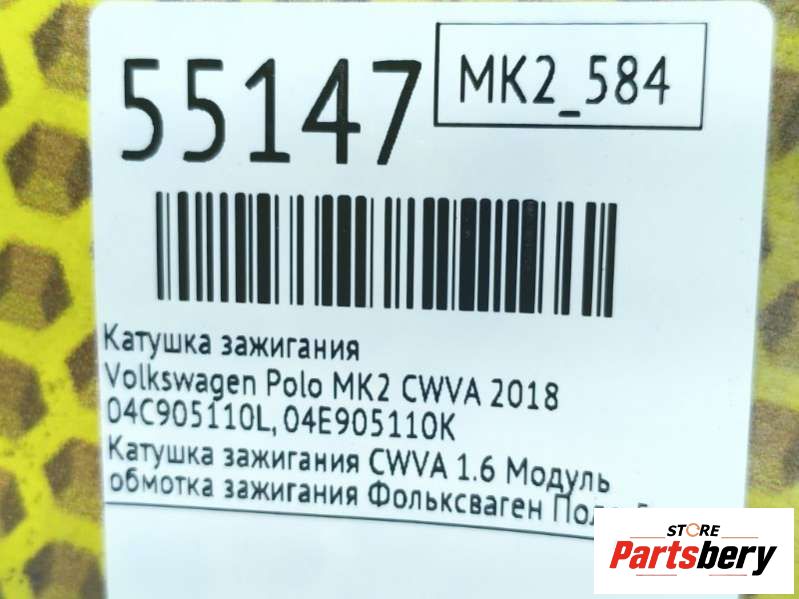 55147
MK2_584
Катушка зажигания
Volkswagen Polo MK2 CWVA 2018
04C905110L, 04E905110K
Катушка зажигания CWVA 1.6 Модуль
обмотка зажигания Фольксваген
STORE
Partsbery